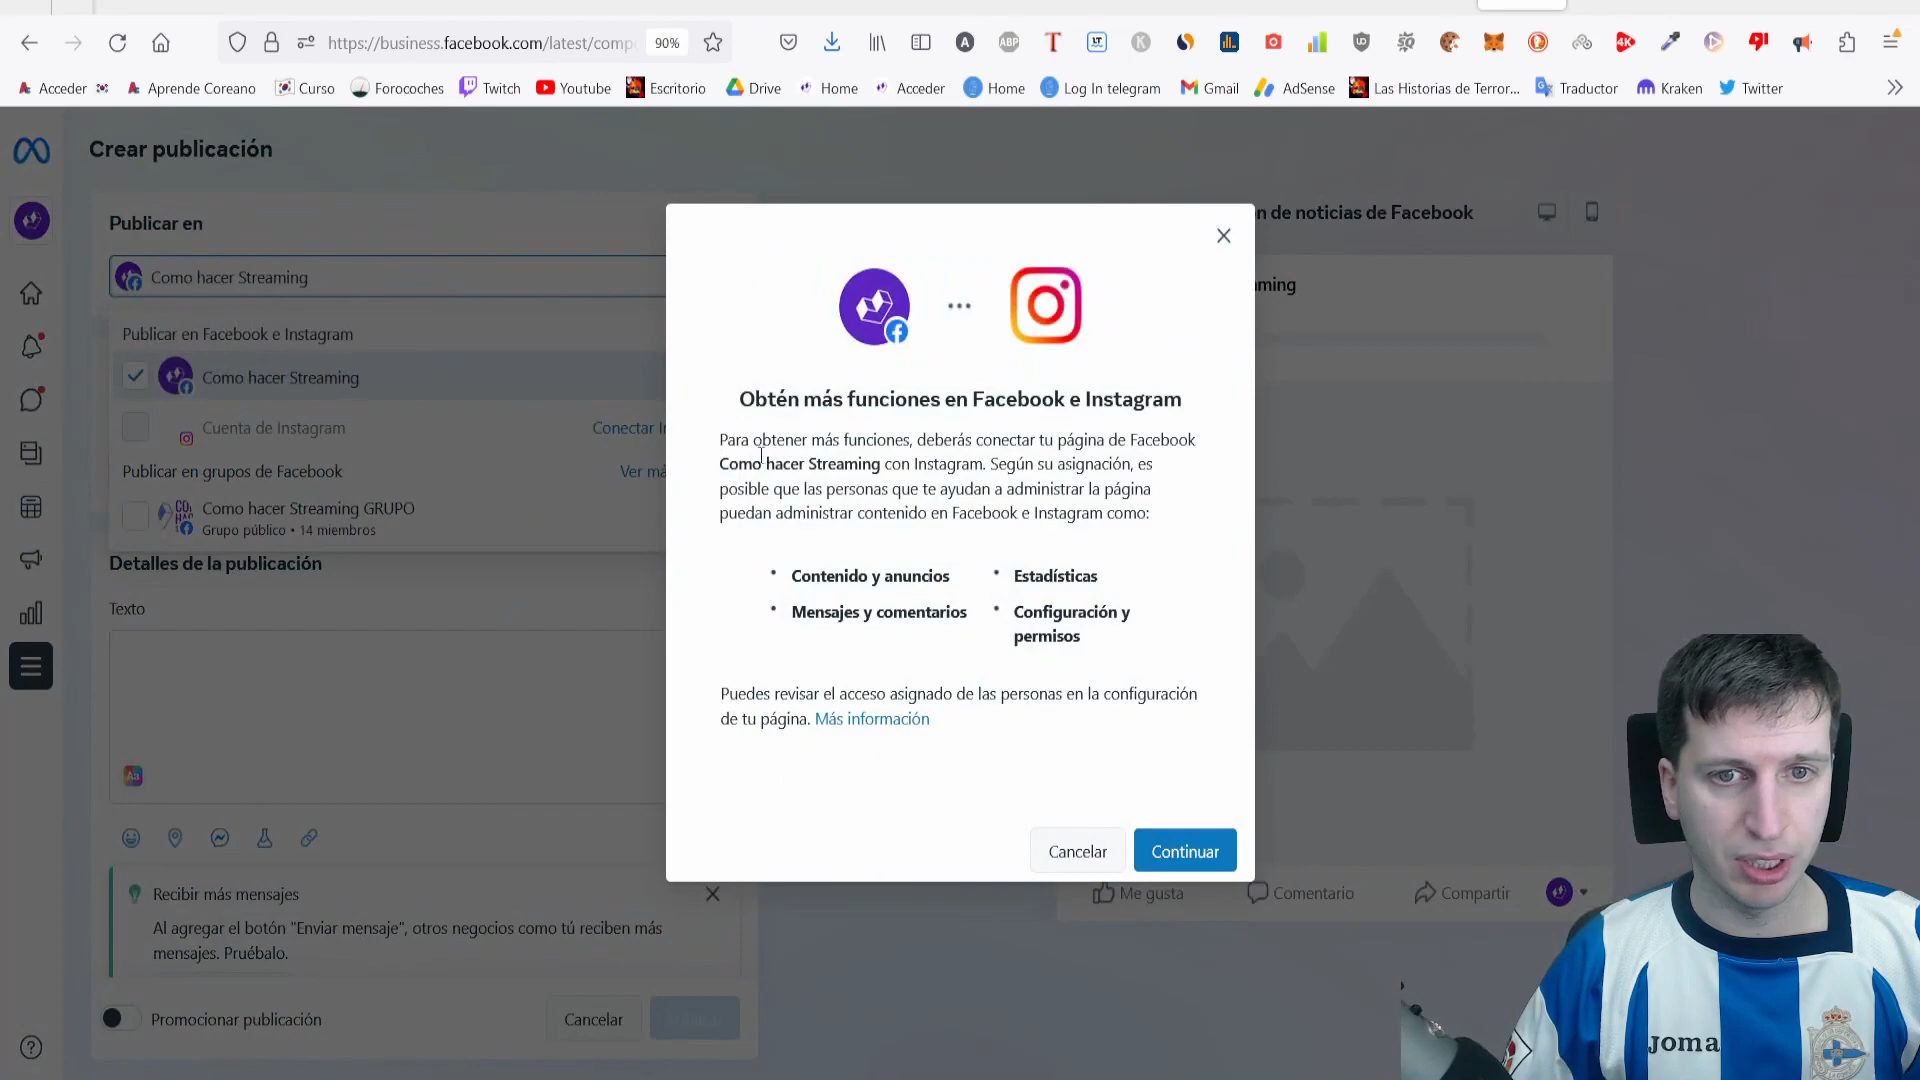 https://business.facebook.com/latest/comp
90%
Acceder
Aprende Coreano
Curso
Forocoches
Twitch
Youtube
Escritorio
Drive
Home
Acceder
Home
Log In telegram
Gmail
AdSense
Las Historias de Terror...
Traductor
Kraken
Twitter
Crear publicación
Publicar en
Como hacer Streaming
Publicar en Facebook e Instagram
Como hacer Streaming
Cuenta de Instagram
Conectar I
Publicar en grupos de Facebook
Ver má
Como hacer Streaming GRUPO
Grupo público • 14 miembros
Detalles de la publicación
Texto
Aa
Recibir más mensajes
Al agregar el botón "Enviar mensaje", otros negocios como tú reciben más
mensajes. Pruébalo.
Promocionar publicación
Cancelar
Obtén más funciones en Facebook e Instagram
Para obtener más funciones, deberás conectar tu página de Facebook
Como hacer Streaming con Instagram. Según su asignación, es
posible que las personas que te ayudan a administrar la página
puedan administrar contenido en Facebook e Instagram como:
• Contenido y anuncios
• Estadísticas
• Mensajes y comentarios
• Configuración y
permisos
Puedes revisar el acceso asignado de las personas en la configuración
de tu página. Más información
Cancelar
Continuar
n de noticias de Facebook
ming
Me gusta
Comentario
Compartir
Joma